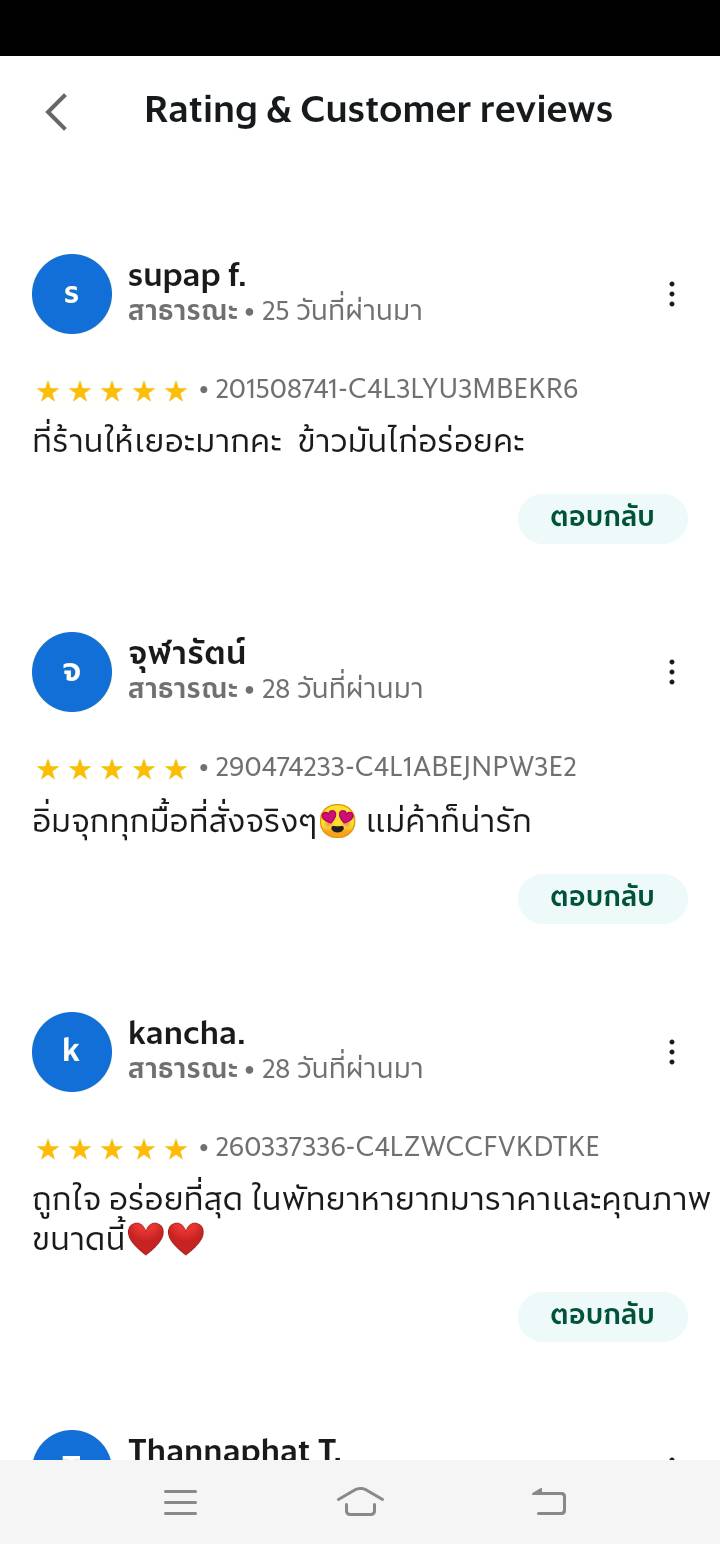 Rating & Customer reviews
s
supap f.
สาธารณะ • 25 วันที่ผ่านมา
★ ★ ★ ★ ★ • 201508741-C4L3LYU3MBEKR6
ที่ร้านให้เยอะมากคะ  ข้าวมันไก่อร่อยคะ
ตอบกลับ
จ
จุฬารัตน์
สาธารณะ • 28 วันที่ผ่านมา
★ ★ ★ ★ ★ • 290474233-C4L1ABEJNPW3E2
อิ่มจุกทุกมื้อที่สั่งจริงๆ😍 แม่ค้าก็น่ารัก
ตอบกลับ
k
kancha.
สาธารณะ • 28 วันที่ผ่านมา
★ ★ ★ ★ ★ • 260337336-C4LZWCCFVKDTKE
ถูกใจ อร่อยที่สุด ในพัทยาหายากมาราคาและคุณภาพ
ขนาดนี้❤️❤️
ตอบกลับ
Thannaphat T.